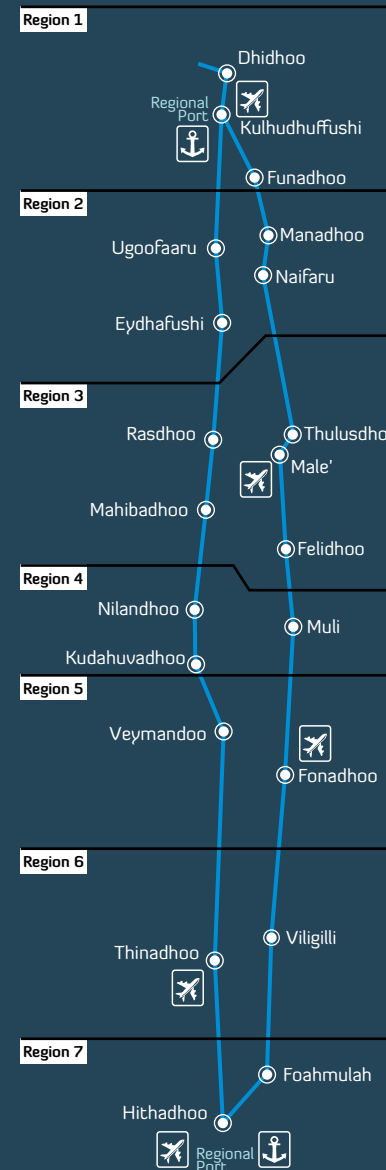 Region 1
Dhidhoo
Regional
Port
Kulhudhuffushi
Funadhoo
Region 2
Manadhoo
Ugoofaaru
Naifaru
Eydhafushi
Region 3
Rasdhoo
Thulusdho
Male'
Mahibadhoo
Felidhoo
Region 4
Nilandhoo
Muli
Kudahuvadhoo
Region 5
Veymandoo
Fonadhoo
Region 6
Viligilli
Thinadhoo
Region 7
Foahmulah
Hithadhoo
Regional
Port